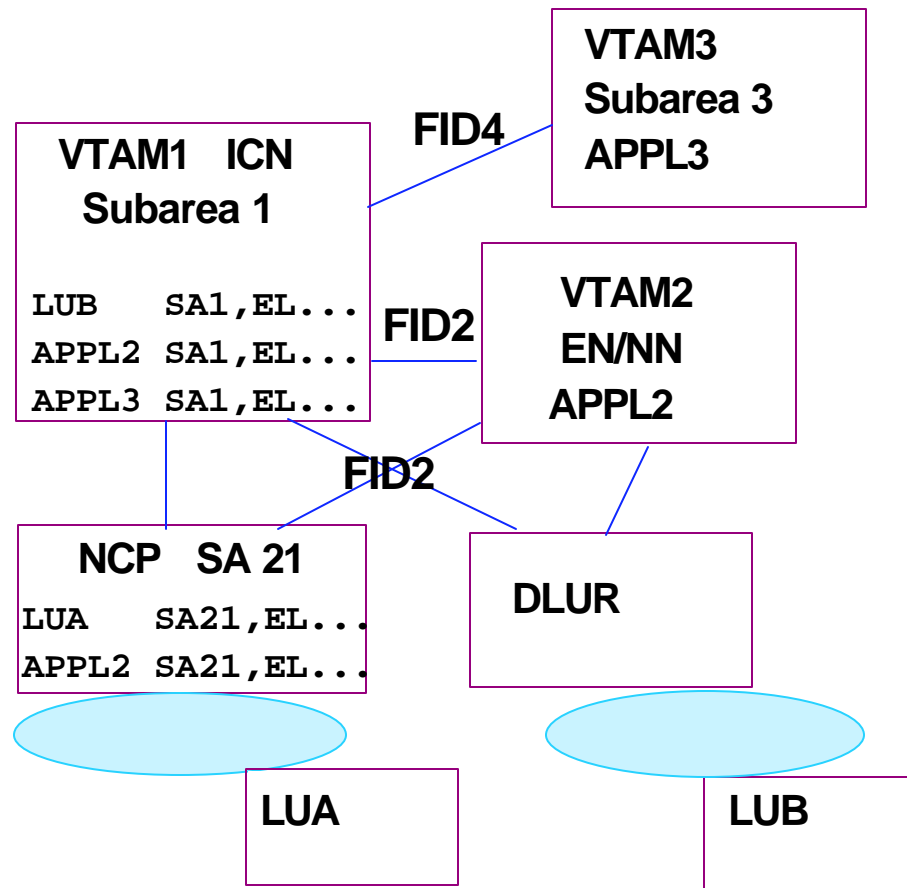 VTAM3
Subarea 3
APPL3
FID4
VTAM1 ICN
Subarea 1
LUB SA1,EL...
APPL2 SA1,EL...
APPL3 SA1,EL...
FID2
VTAM2
EN/NN
APPL2
FID2
NCP SA 21
LUA SA21,EL...
APPL2 SA21,EL...
DLUR
LUA
LUB